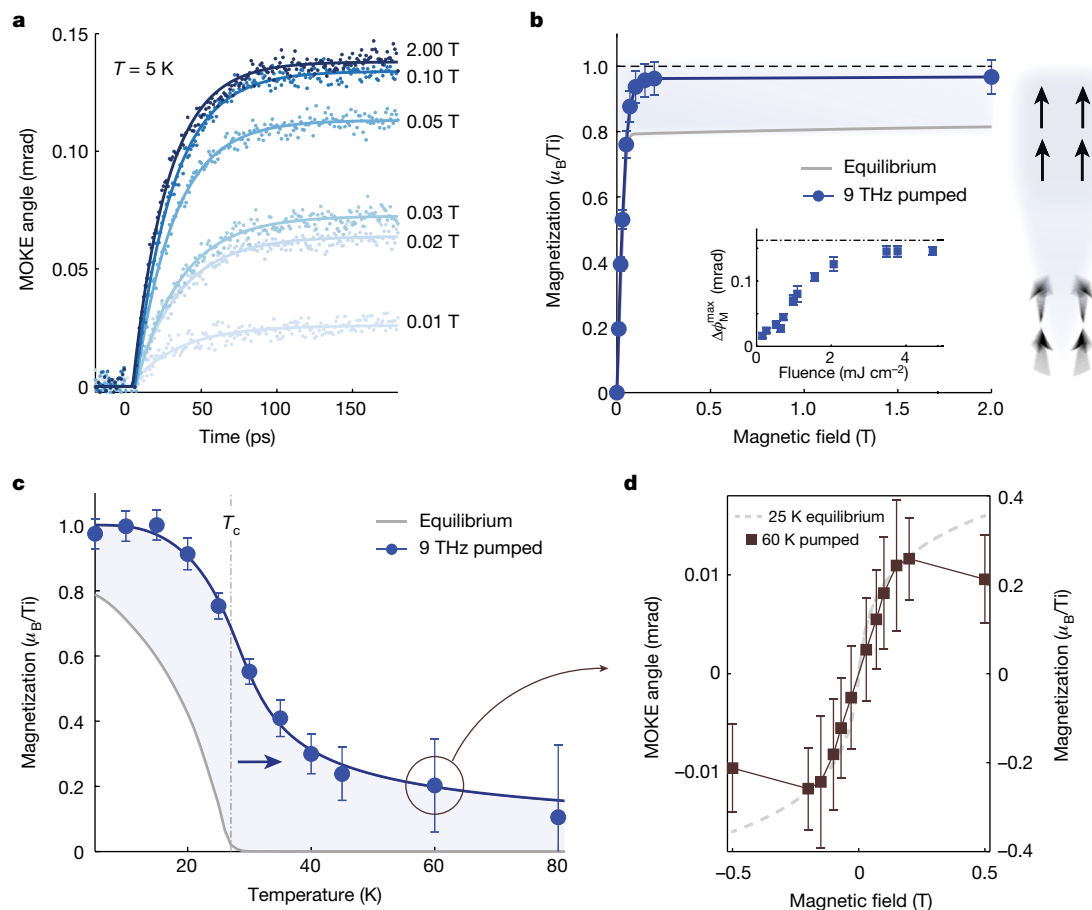 a
0.15
0.10
0.05
0
MOKE angle (mrad)
T = 5 K
2.00 T
0.10 T
0.05 T
0.03 T
0.02 T
0.01 T
0 50 100 150
Time (ps)
b
1.0
0.8
0.6
0.4
0.2
0
Magnetization (μB/Ti)
Equilibrium
9 THz pumped
0.1
0
Δϕ_M^max (mrad)
0 2 4
Fluence (mJ cm⁻²)
0 0.5 1.0 1.5 2.0
Magnetic field (T)
c
1.0
0.8
0.6
0.4
0.2
0
Magnetization (μB/Ti)
Tc
Equilibrium
9 THz pumped
20 40 60 80
Temperature (K)
d
0.01
0
−0.01
MOKE angle (mrad)
25 K equilibrium
60 K pumped
0.4
0.2
0
−0.2
−0.4
Magnetization (μB/Ti)
−0.5 0 0.5
Magnetic field (T)